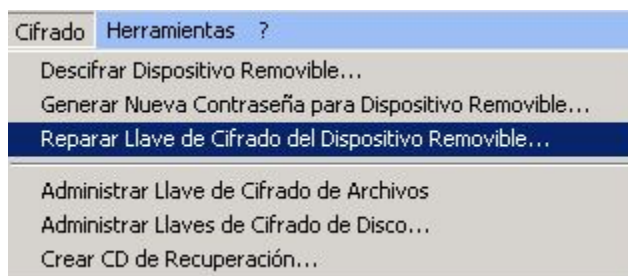 Cifrado Herramientas ?
Descifrar Dispositivo Removible...
Generar Nueva Contraseña para Dispositivo Removible...
Reparar Llave de Cifrado del Dispositivo Removible...
Administrar Llave de Cifrado de Archivos
Administrar Llaves de Cifrado de Disco...
Crear CD de Recuperación...